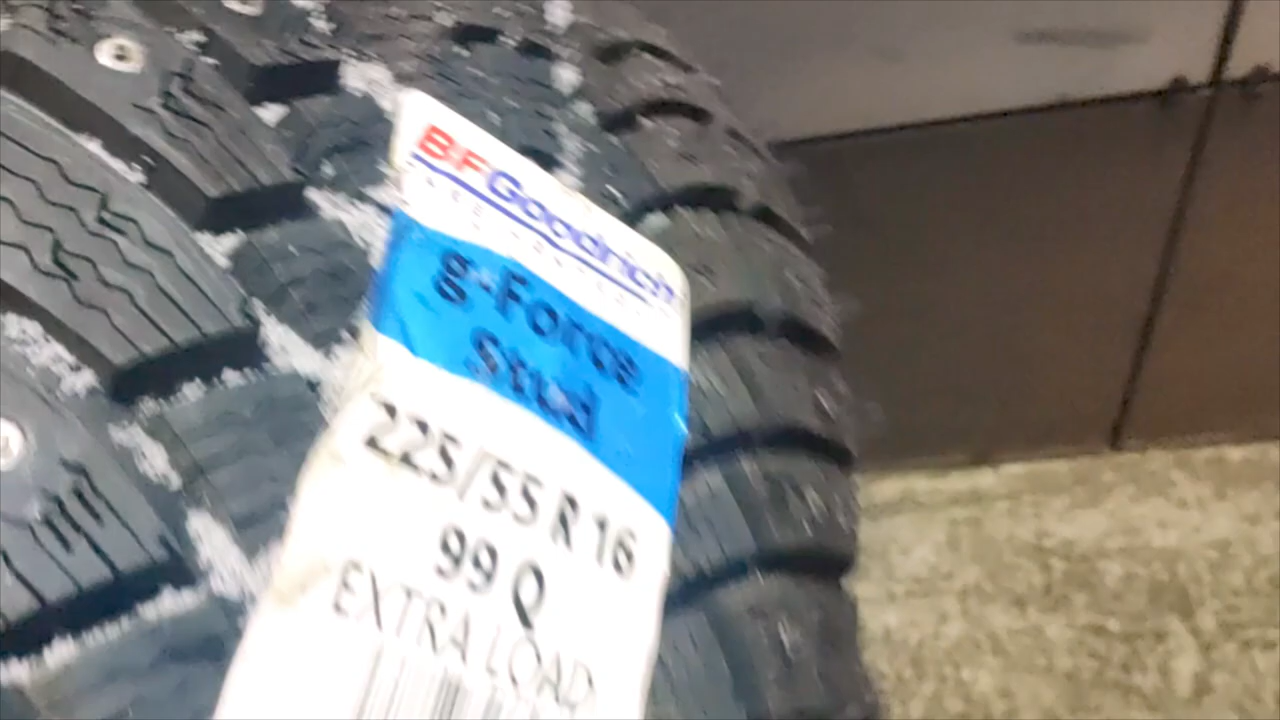 BFGoodrich
g-Force
Stud
225/55 R 16
99 Q
EXTRA LOAD